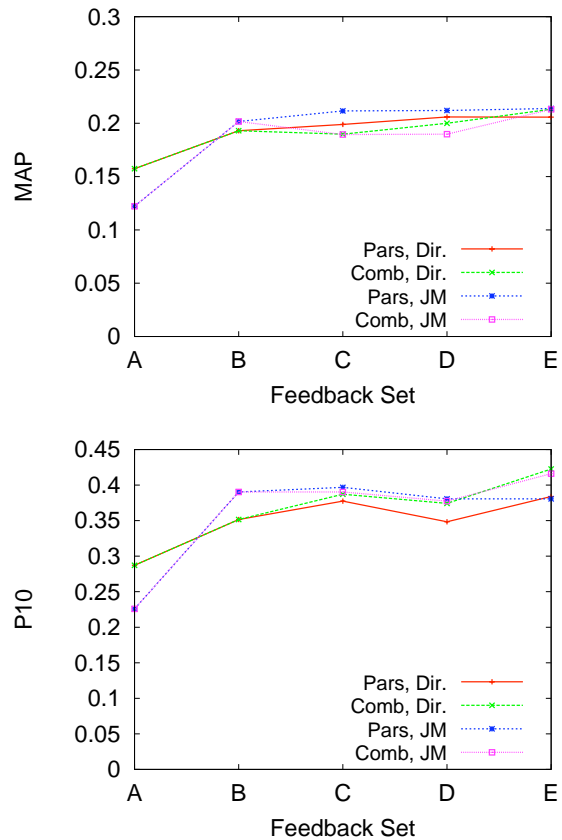 0.3
0.25
0.2
0.15
0.1
0.05
0
MAP
Pars, Dir.
Comb, Dir.
Pars, JM
Comb, JM
A B C D E
Feedback Set
0.45
0.4
0.35
0.3
0.25
0.2
0.15
0.1
0.05
0
P10
Pars, Dir.
Comb, Dir.
Pars, JM
Comb, JM
A B C D E
Feedback Set